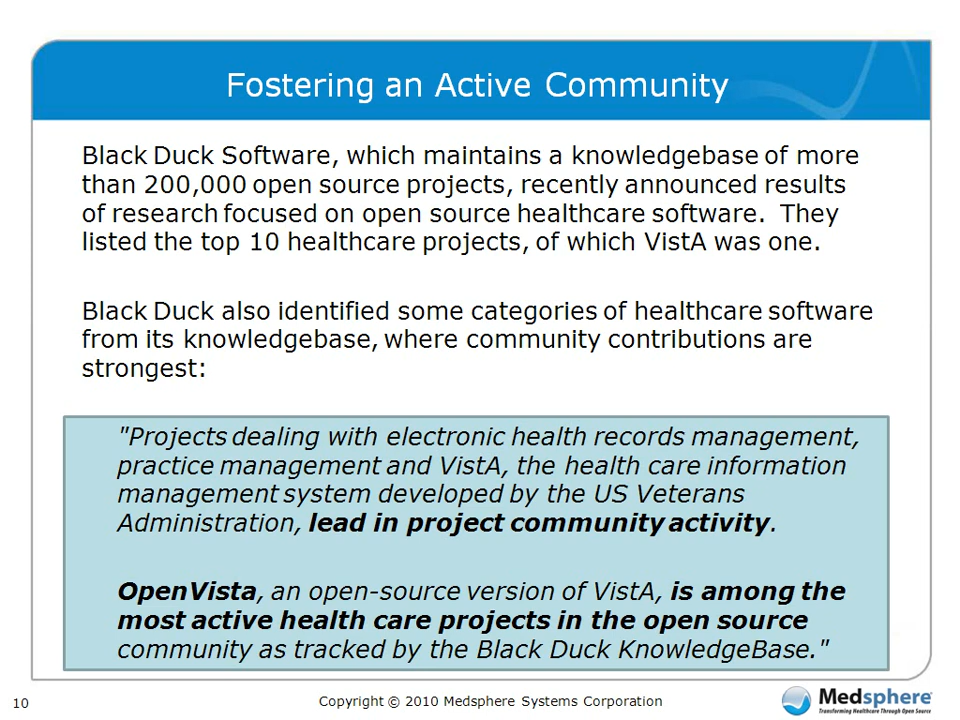 Fostering an Active Community
Black Duck Software, which maintains a knowledgebase of more
than 200,000 open source projects, recently announced results
of research focused on open source healthcare software.  They
listed the top 10 healthcare projects, of which VistA was one.
Black Duck also identified some categories of healthcare software
from its knowledgebase, where community contributions are
strongest:
"Projects dealing with electronic health records management,
practice management and VistA, the health care information
management system developed by the US Veterans
Administration, lead in project community activity.
OpenVista, an open-source version of VistA, is among the
most active health care projects in the open source
community as tracked by the Black Duck KnowledgeBase."
10
Copyright © 2010 Medsphere Systems Corporation
Medsphere®
Transforming Healthcare Through Open Source